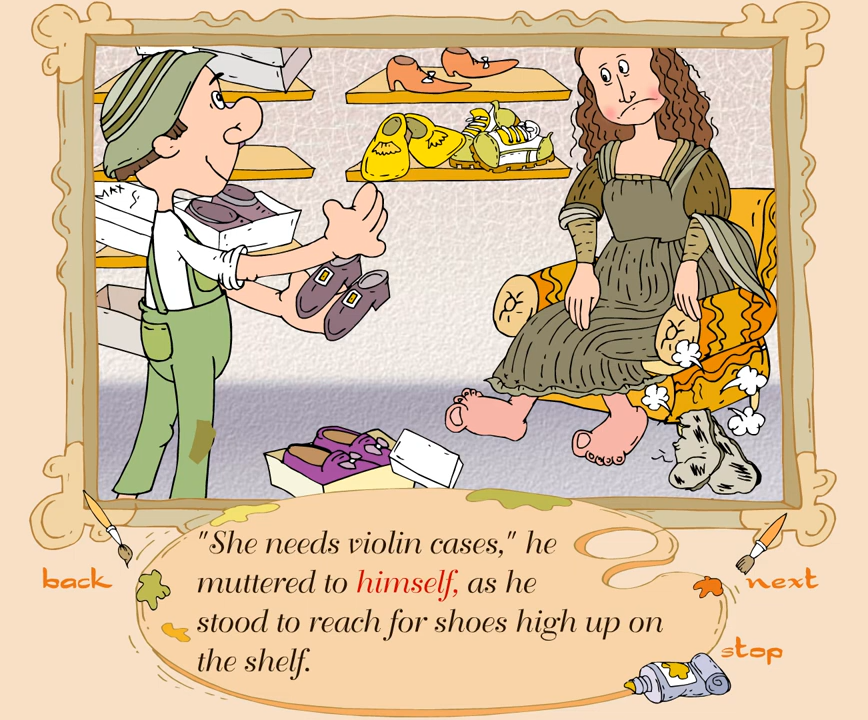 MAX
"She needs violin cases," he
muttered to himself, as he
stood to reach for shoes high up on
the shelf.
back
next
stop